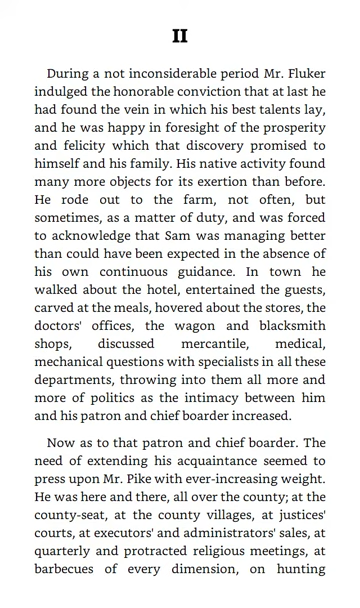 II
During a not inconsiderable period Mr. Fluker
indulged the honorable conviction that at last he
had found the vein in which his best talents lay,
and he was happy in foresight of the prosperity
and felicity which that discovery promised to
himself and his family. His native activity found
many more objects for its exertion than before.
He rode out to the farm, not often, but
sometimes, as a matter of duty, and was forced
to acknowledge that Sam was managing better
than could have been expected in the absence of
his own continuous guidance. In town he
walked about the hotel, entertained the guests,
carved at the meals, hovered about the stores, the
doctors' offices, the wagon and blacksmith
shops, discussed mercantile, medical,
mechanical questions with specialists in all these
departments, throwing into them all more and
more of politics as the intimacy between him
and his patron and chief boarder increased.
Now as to that patron and chief boarder. The
need of extending his acquaintance seemed to
press upon Mr. Pike with ever-increasing weight.
He was here and there, all over the county; at the
county-seat, at the county villages, at justices'
courts, at executors' and administrators' sales, at
quarterly and protracted religious meetings, at
barbecues of every dimension, on hunting